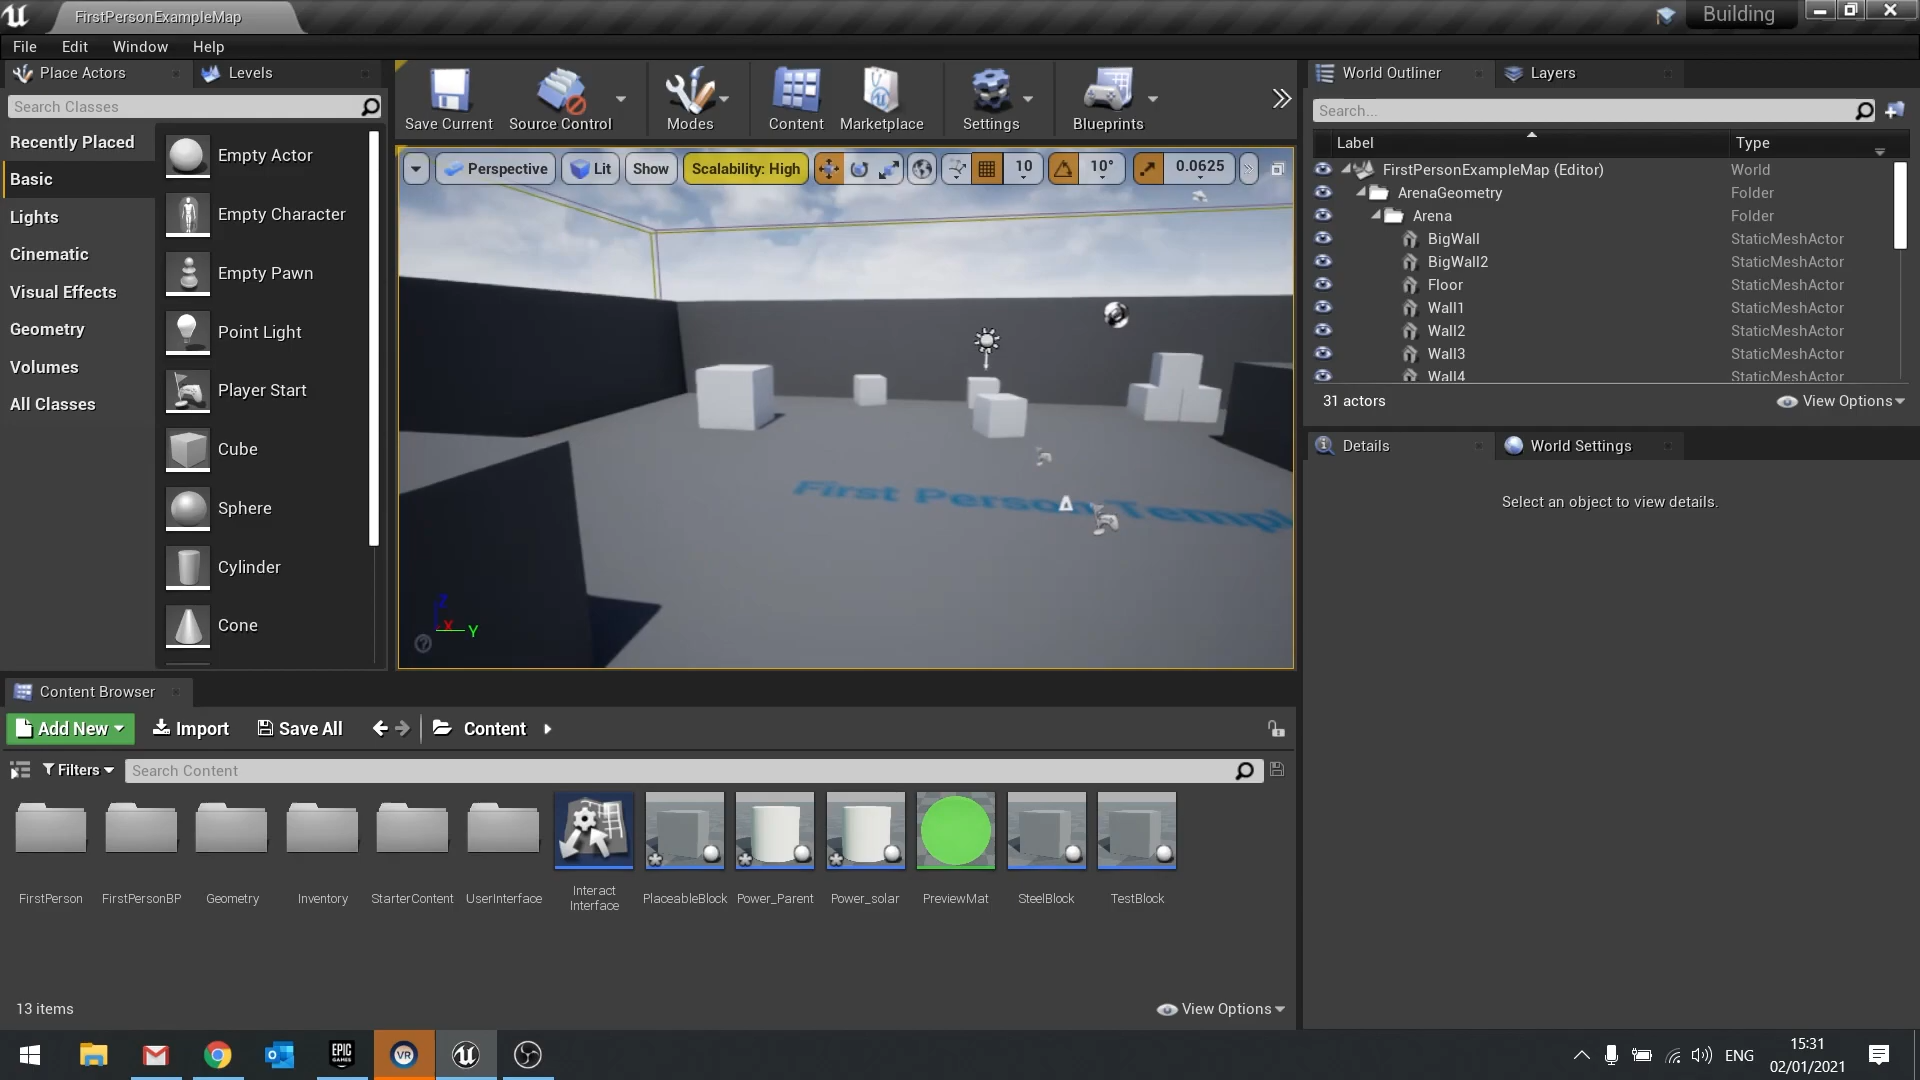 FirstPersonExampleMap
Building
File Edit Window Help
Place Actors
Levels
Search Classes
Recently Placed
Basic
Lights
Cinematic
Visual Effects
Geometry
Volumes
All Classes
Empty Actor
Empty Character
Empty Pawn
Point Light
Player Start
Cube
Sphere
Cylinder
Cone
Save Current
Source Control
Modes
Content
Marketplace
Settings
Blueprints
Perspective
Lit
Show
Scalability: High
10
10°
0.0625
First Person Templ
Z
X
Y
World Outliner
Layers
Search...
Label Type
FirstPersonExampleMap (Editor) World
ArenaGeometry Folder
Arena Folder
BigWall StaticMeshActor
BigWall2 StaticMeshActor
Floor StaticMeshActor
Wall1 StaticMeshActor
Wall2 StaticMeshActor
Wall3 StaticMeshActor
Wall4 StaticMeshActor
31 actors
View Options
Details
World Settings
Select an object to view details.
Content Browser
Add New
Import
Save All
Content
Filters
Search Content
FirstPerson
FirstPersonBP
Geometry
Inventory
StarterContent
UserInterface
Interact
Interface
PlaceableBlock
Power_Parent
Power_solar
PreviewMat
SteelBlock
TestBlock
13 items
View Options
EPIC
GAMES
VR
ENG
15:31
02/01/2021